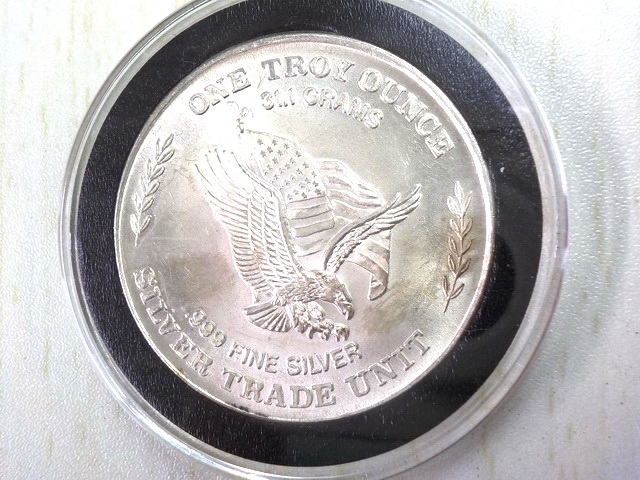 ONE TROY OUNCE
31.1 GRAMS
.999 FINE SILVER
SILVER TRADE UNIT